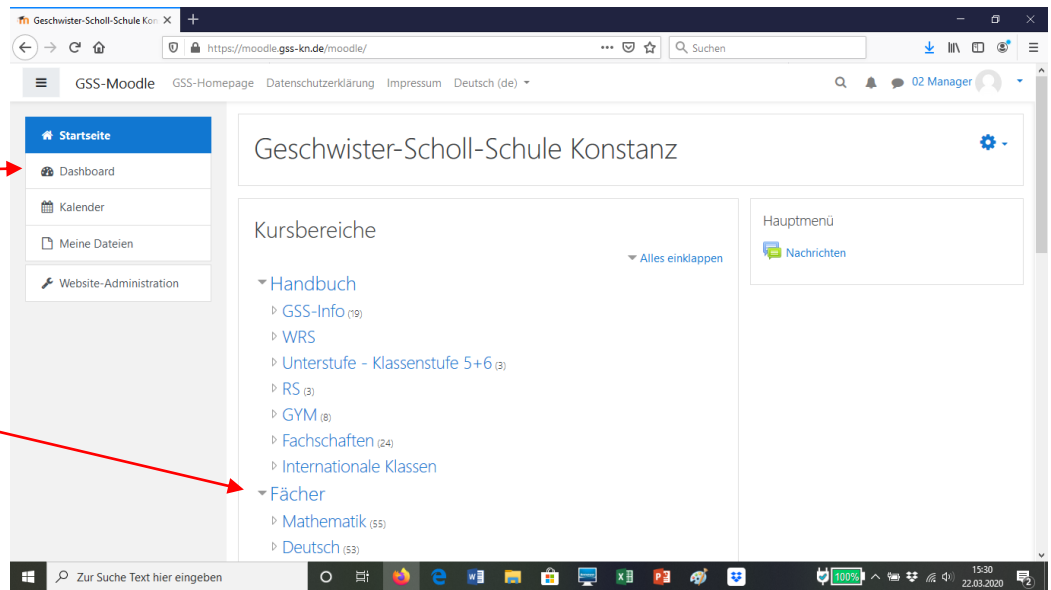 Geschwister-Scholl-Schule Kon
https://moodle.gss-kn.de/moodle/
Suchen
GSS-Moodle GSS-Homepage Datenschutzerklärung Impressum Deutsch (de)
02 Manager
Startseite
Dashboard
Kalender
Meine Dateien
Website-Administration
Geschwister-Scholl-Schule Konstanz
Kursbereiche
Alles einklappen
Handbuch
GSS-Info (19)
WRS
Unterstufe - Klassenstufe 5+6 (3)
RS (3)
GYM (8)
Fachschaften (24)
Internationale Klassen
Fächer
Mathematik (55)
Deutsch (53)
Hauptmenü
Nachrichten
Zur Suche Text hier eingeben
100%
15:30
22.03.2020
2